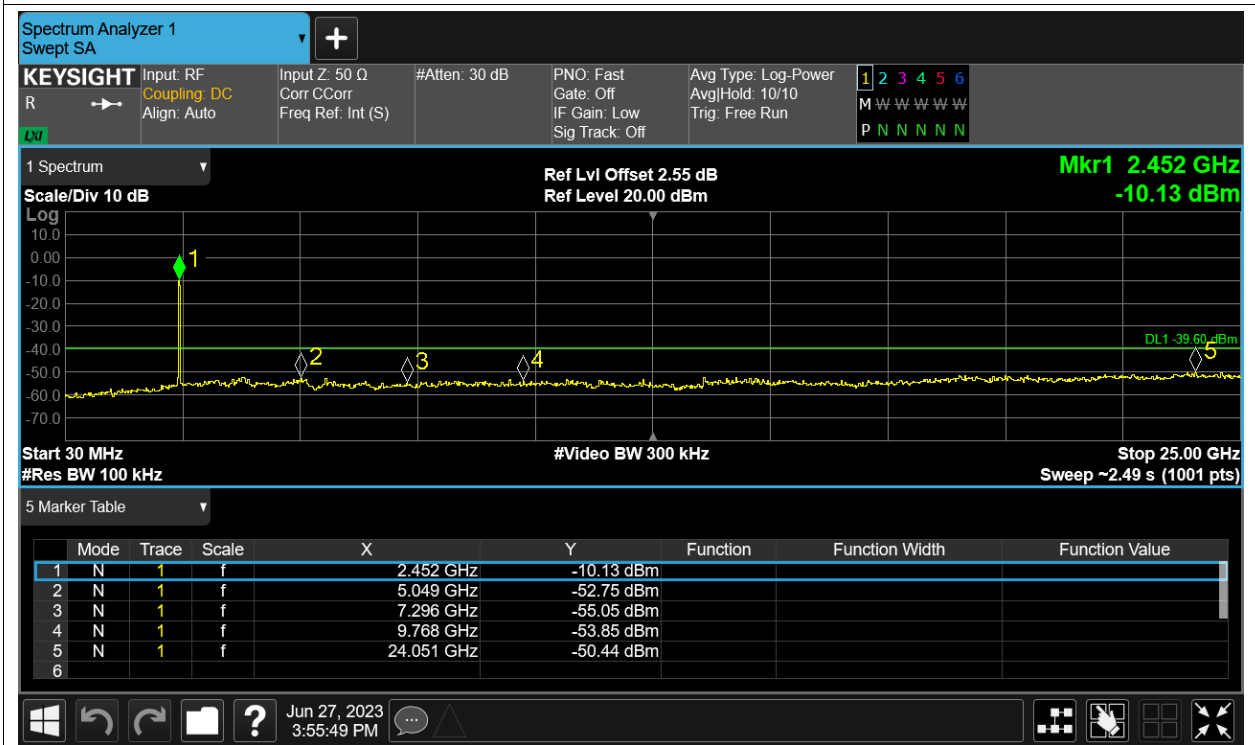 Spectrum Analyzer 1
Swept SA
+
KEYSIGHT
R
LXI
Input: RF
Coupling: DC
Align: Auto
Input Z: 50 Ω
Corr CCorr
Freq Ref: Int (S)
#Atten: 30 dB
PNO: Fast
Gate: Off
IF Gain: Low
Sig Track: Off
Avg Type: Log-Power
Avg|Hold: 10/10
Trig: Free Run
1 2 3 4 5 6
M W W W W W
P N N N N N
1 Spectrum
Scale/Div 10 dB
Ref Lvl Offset 2.55 dB
Ref Level 20.00 dBm
Mkr1 2.452 GHz
-10.13 dBm
Log
10.0
0.00
-10.0
-20.0
-30.0
-40.0
-50.0
-60.0
-70.0
1
2
3
4
5
DL1 -39.60 dBm
Start 30 MHz
#Video BW 300 kHz
Stop 25.00 GHz
#Res BW 100 kHz
Sweep ~2.49 s (1001 pts)
5 Marker Table
Mode Trace Scale X Y Function Function Width Function Value
1 N 1 f 2.452 GHz -10.13 dBm
2 N 1 f 5.049 GHz -52.75 dBm
3 N 1 f 7.296 GHz -55.05 dBm
4 N 1 f 9.768 GHz -53.85 dBm
5 N 1 f 24.051 GHz -50.44 dBm
6
?
Jun 27, 2023
3:55:49 PM